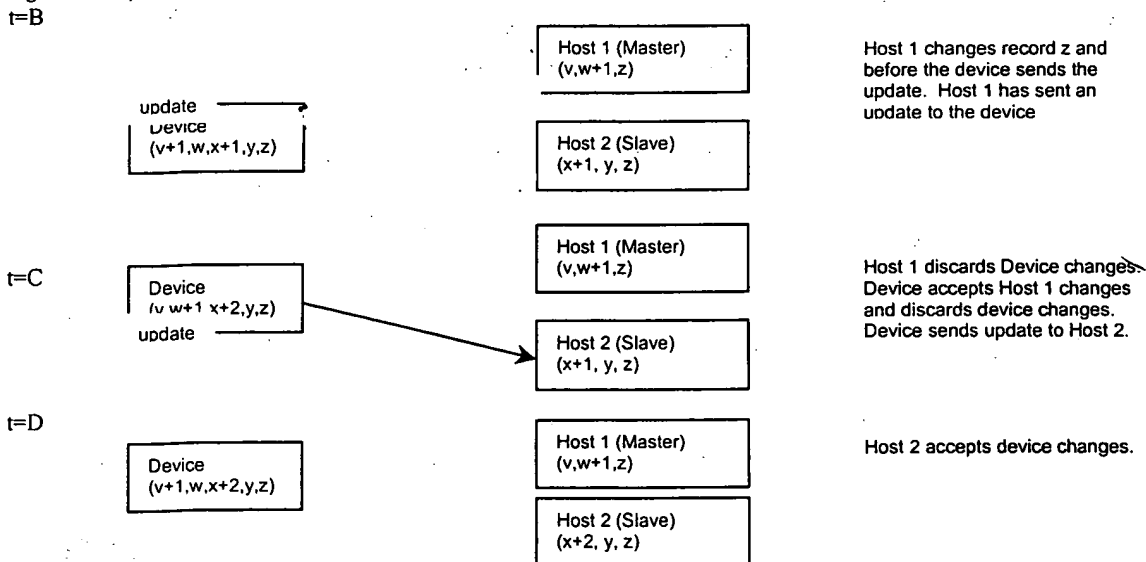 t=B
Host 1 (Master)
(v,w+1,z)
Host 1 changes record z and
before the device sends the
update. Host 1 has sent an
update to the device
update
Device
(v+1,w,x+1,y,z)
Host 2 (Slave)
(x+1, y, z)
t=C
Device
(v,w+1,x+2,y,z)
update
Host 1 (Master)
(v,w+1,z)
Host 2 (Slave)
(x+1, y, z)
Host 1 discards Device changes.
Device accepts Host 1 changes
and discards device changes.
Device sends update to Host 2.
t=D
Device
(v+1,w,x+2,y,z)
Host 1 (Master)
(v,w+1,z)
Host 2 (Slave)
(x+2, y, z)
Host 2 accepts device changes.